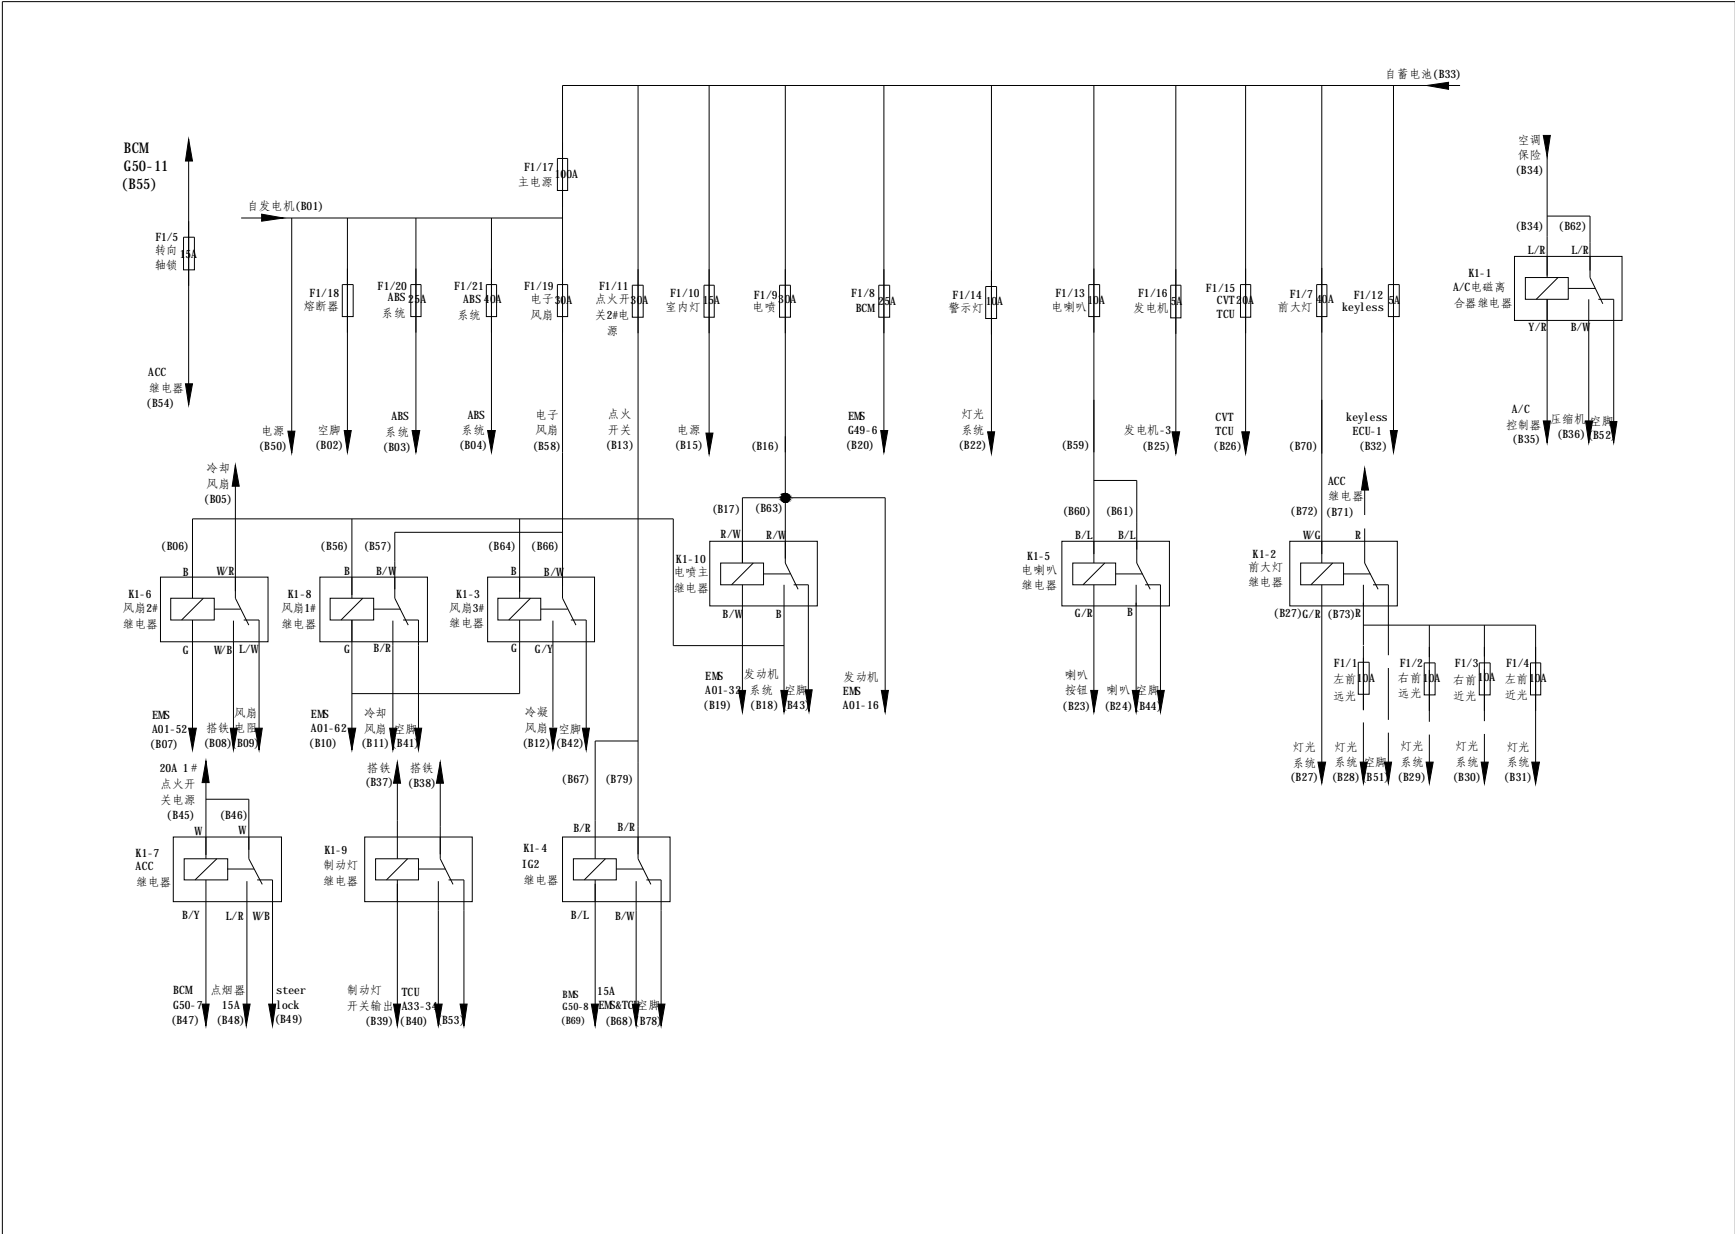 自蓄电池(B33)
BCM
G50-11
(B55)
F1/5
转向
轴锁
15A
ACC
继电器
(B54)
自发电机(B01)
F1/17
主电源
100A
F1/18
熔断器
F1/20
ABS
系统
25A
F1/21
ABS
系统
40A
F1/19
电子
风扇
30A
F1/11
点火开
关2#电
源
30A
F1/10
室内灯
15A
F1/9
电喷
30A
F1/8
BCM
25A
F1/14
警示灯
10A
F1/13
电喇叭
10A
F1/16
发电机
5A
F1/15
CVT
TCU
20A
F1/7
前大灯
40A
F1/12
keyless
5A
空调
保险
(B34)
(B34)
(B62)
L/R
L/R
K1-1
A/C电磁离
合器继电器
Y/R
B/W
A/C
控制器
(B35)
压缩机
(B36)
空脚
(B52)
电源
(B50)
空脚
(B02)
ABS
系统
(B03)
ABS
系统
(B04)
电子
风扇
(B58)
点火
开关
(B13)
电源
(B15)
(B16)
EMS
G49-6
(B20)
灯光
系统
(B22)
(B59)
发电机-3
(B25)
CVT
TCU
(B26)
(B70)
keyless
ECU-1
(B32)
冷却
风扇
(B05)
(B06)
B
W/R
K1-6
风扇2#
继电器
G
W/B
L/W
EMS
A01-52
(B07)
搭铁
(B08)
风扇
电阻
(B09)
(B56)
(B57)
B
B/W
K1-8
风扇1#
继电器
G
B/R
EMS
A01-62
(B10)
冷却
风扇
(B11)
空脚
(B41)
(B64)
(B66)
B
B/W
K1-3
风扇3#
继电器
G
G/Y
冷凝
风扇
(B12)
空脚
(B42)
(B17)
(B63)
R/W
R/W
K1-10
电喷主
继电器
B/W
B
EMS
A01-32
(B19)
发动机
系统
(B18)
空脚
(B43)
发动机
EMS
A01-16
(B60)
(B61)
B/L
B/L
K1-5
电喇叭
继电器
G/R
B
喇叭
按钮
(B23)
喇叭
(B24)
空脚
(B44)
ACC
继电器
(B71)
(B72)
W/G
R
K1-2
前大灯
继电器
(B27)
G/R
(B73)
R
F1/1
左前
远光
10A
F1/2
右前
远光
10A
F1/3
右前
近光
10A
F1/4
左前
近光
10A
灯光
系统
(B27)
灯光
系统
(B28)
空脚
(B51)
灯光
系统
(B29)
灯光
系统
(B30)
灯光
系统
(B31)
20A 1#
点火开
关电源
(B45)
(B46)
W
W
K1-7
ACC
继电器
B/Y
L/R
W/B
BCM
G50-7
(B47)
点烟器
15A
(B48)
steer
lock
(B49)
搭铁
(B37)
搭铁
(B38)
K1-9
制动灯
继电器
制动灯
开关输出
(B39)
TCU
A33-34
(B40)
(B53)
(B67)
(B79)
B/R
B/R
K1-4
IG2
继电器
B/L
B/W
BMS
G50-8
(B69)
15A
(B68)
空脚
(B78)